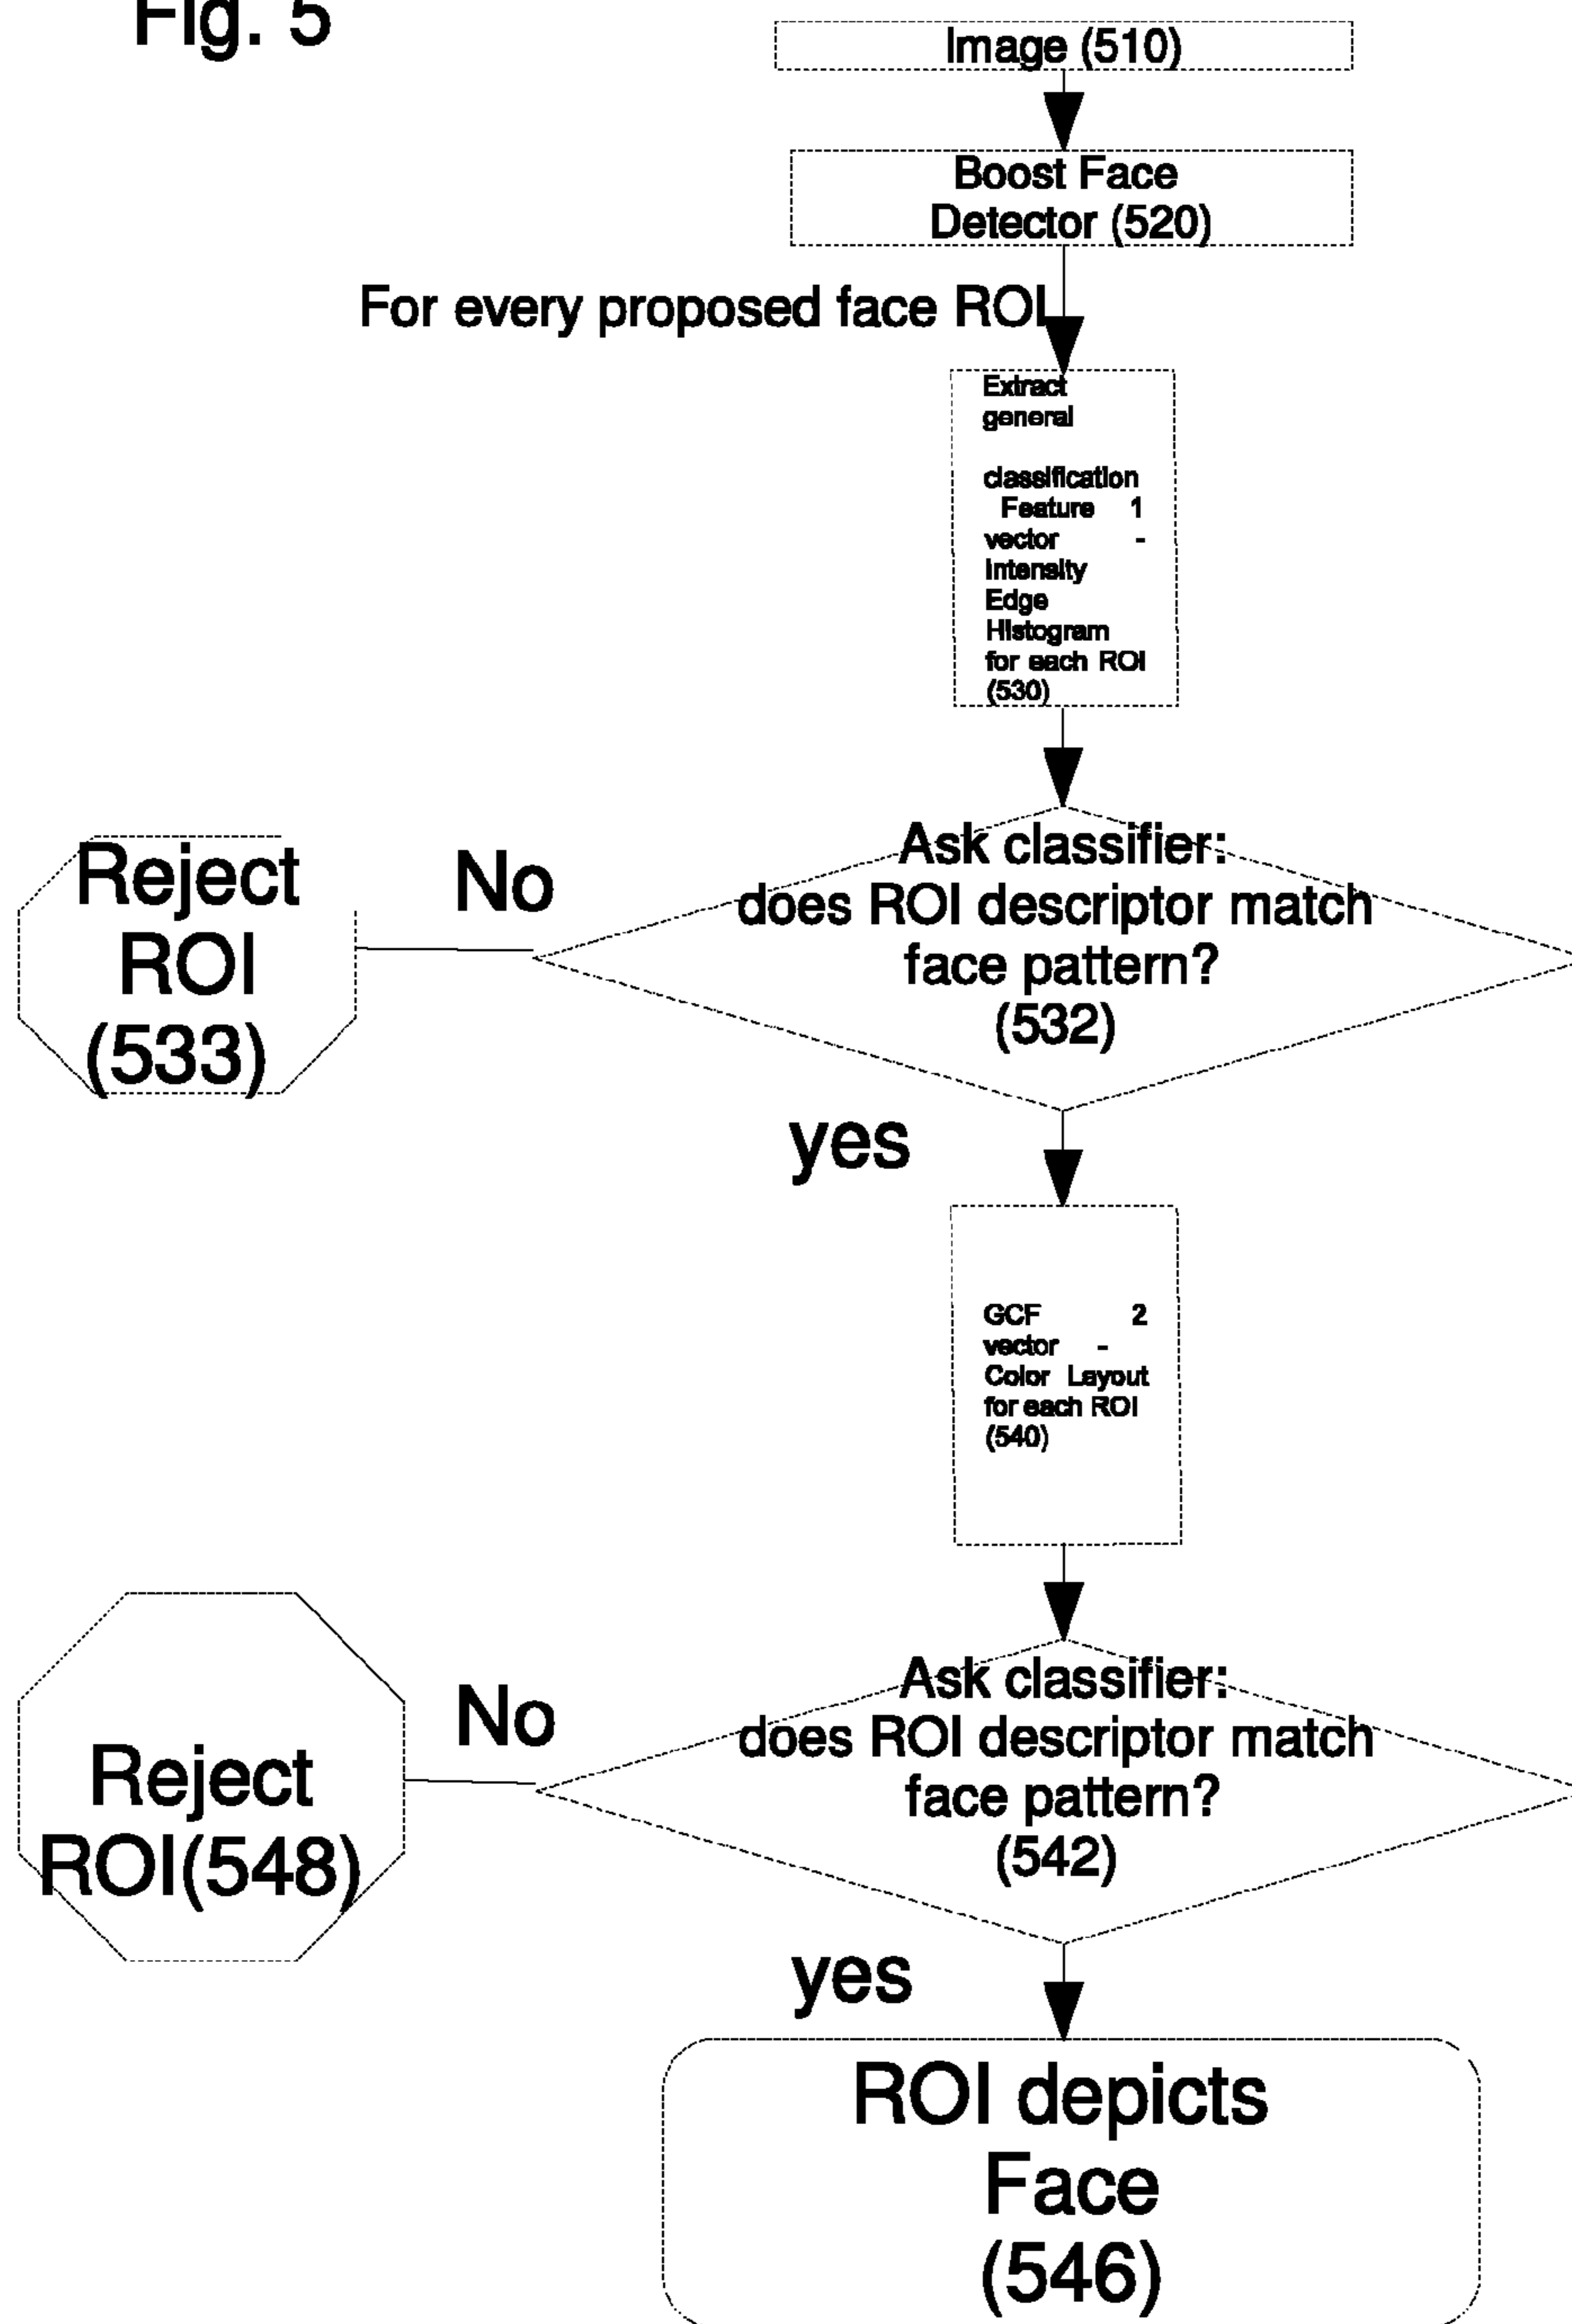 Fig. 5
Image (510)
Boost Face
Detector (520)
For every proposed face ROI
Extract
general
classification
Feature 1
vector -
Intensity
Edge
Histogram
for each ROI
(530)
Ask classifier:
does ROI descriptor match
face pattern?
(532)
No
Reject
ROI
(533)
yes
GCF 2
vector -
Color Layout
for each ROI
(540)
Ask classifier:
does ROI descriptor match
face pattern?
(542)
No
Reject
ROI(548)
yes
ROI depicts
Face
(546)